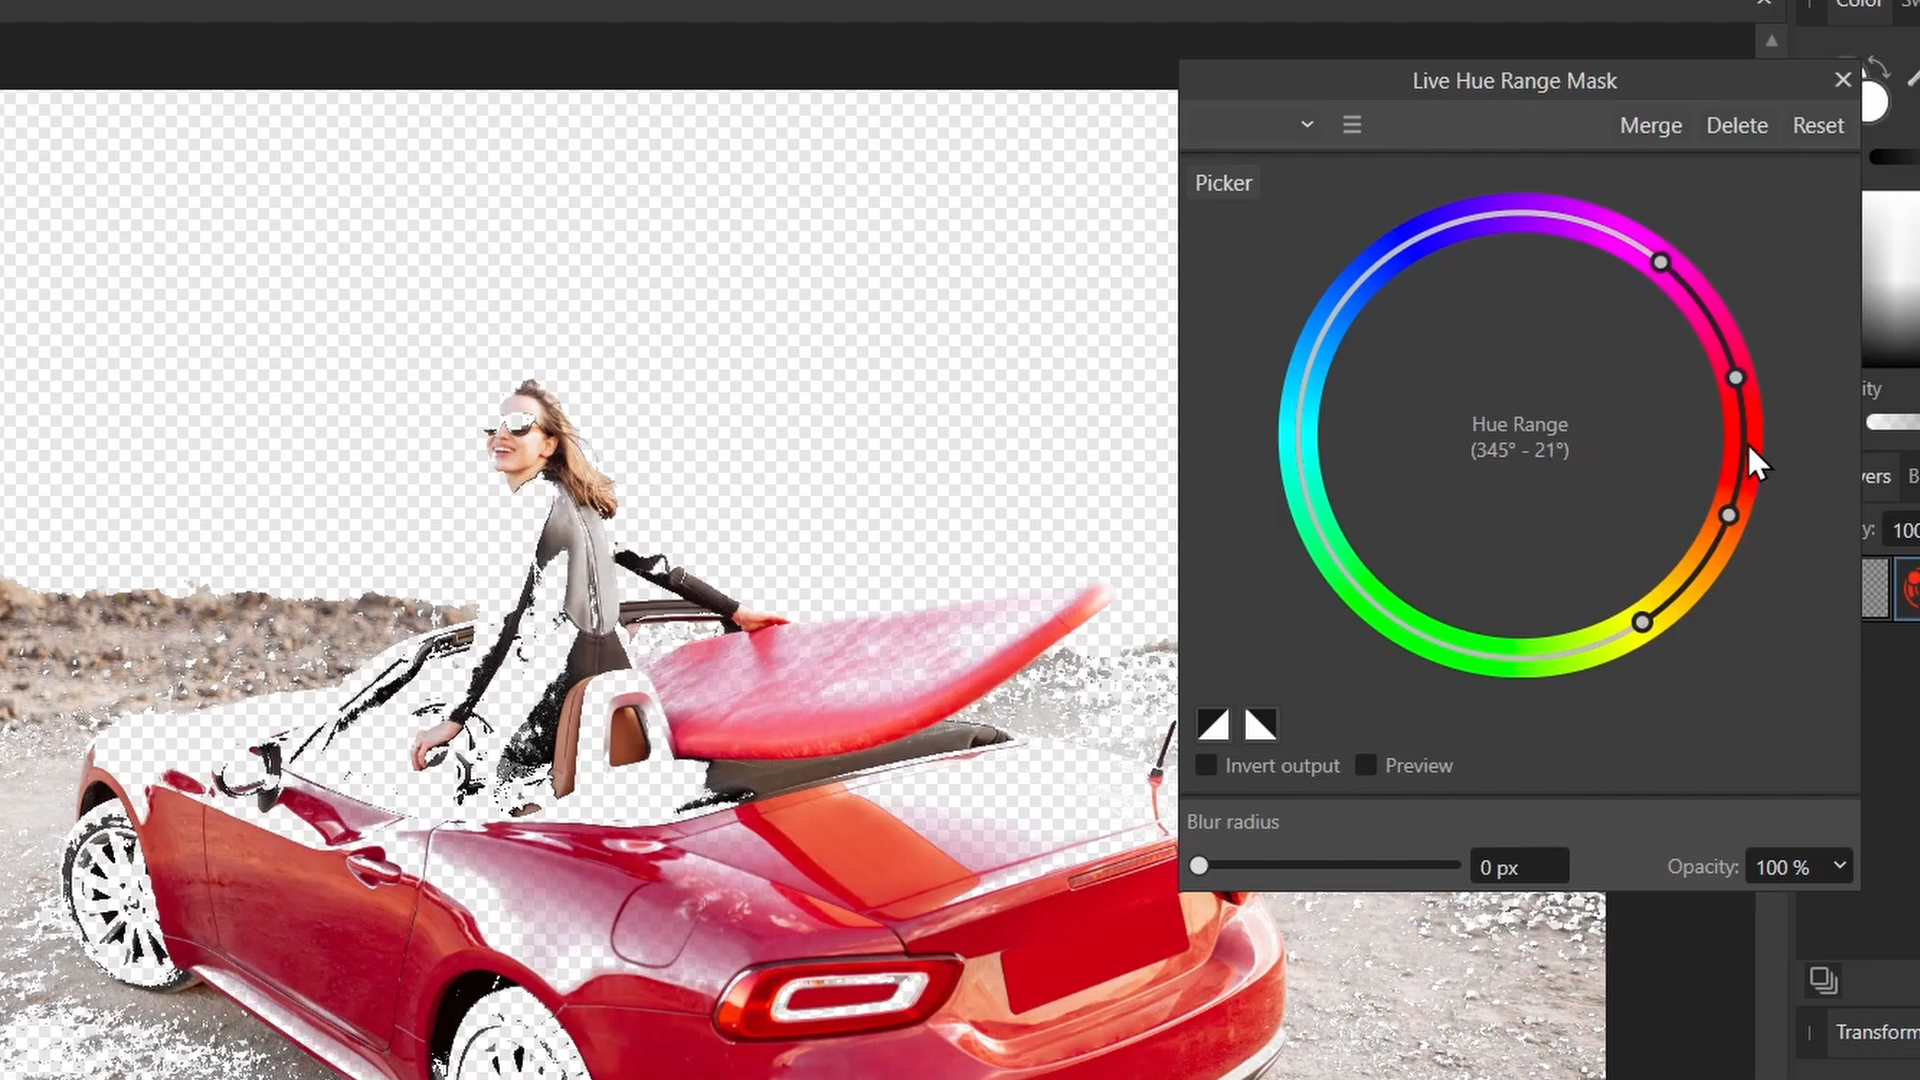 Color
Live Hue Range Mask
Merge Delete Reset
Picker
Hue Range
(345° - 21°)
Invert output Preview
Blur radius
0 px
Opacity: 100 %
Transform